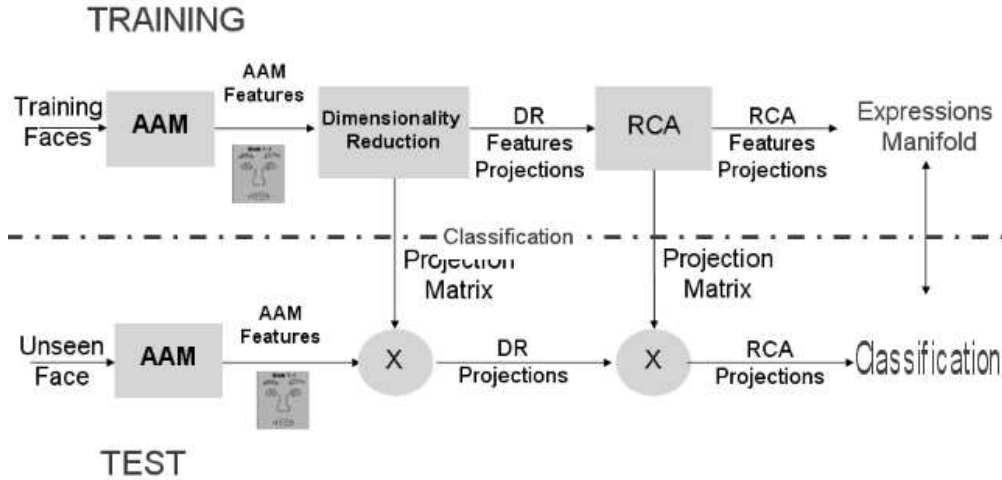 TRAINING
Training
Faces
AAM
AAM
Features
Dimensionality
Reduction
DR
Features
Projections
RCA
RCA
Features
Projections
Expressions
Manifold
Classification
Projection
Matrix
Projection
Matrix
Unseen
Face
AAM
AAM
Features
X
DR
Projections
X
RCA
Projections
Classification
TEST